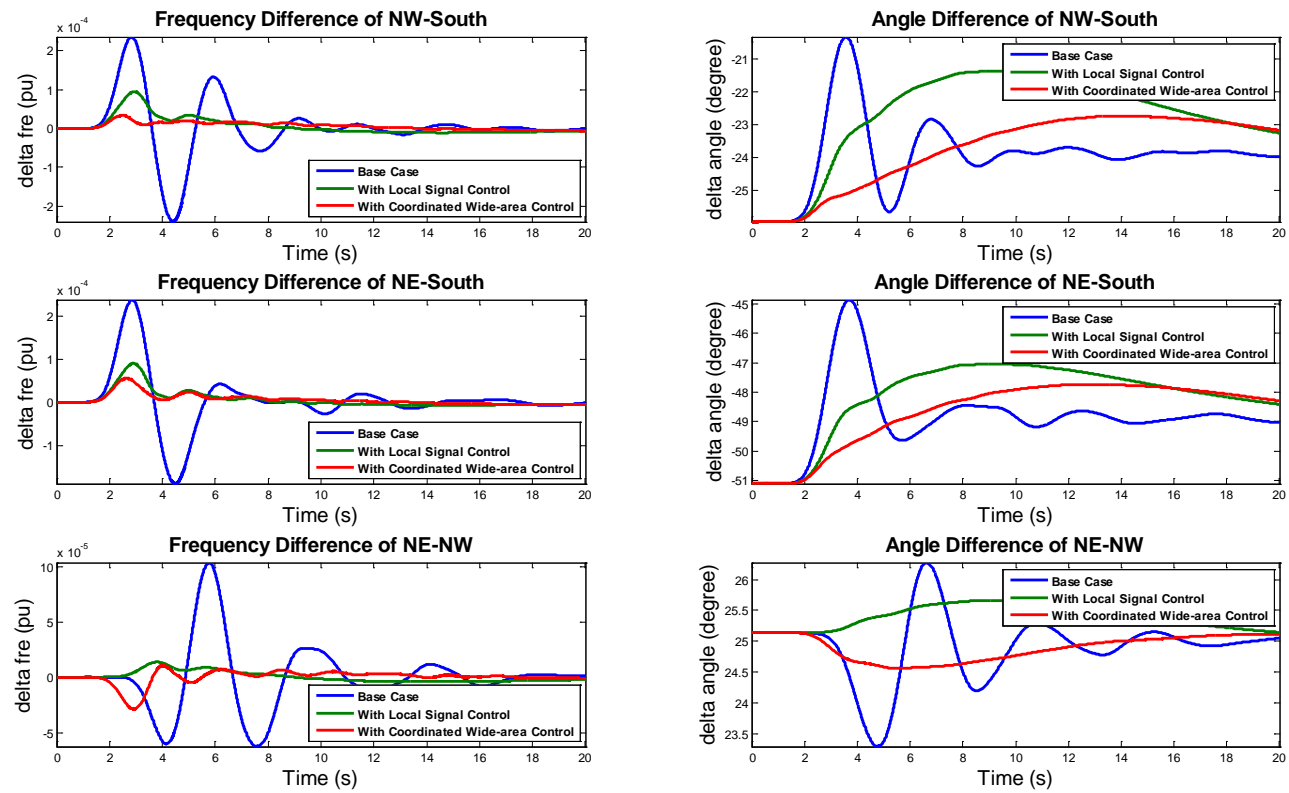 Frequency Difference of NW-South
x 10⁻⁴
2
1
0
-1
-2
delta fre (pu)
Base Case
With Local Signal Control
With Coordinated Wide-area Control
0 2 4 6 8 10 12 14 16 18 20
Time (s)
Angle Difference of NW-South
-21
-22
-23
-24
-25
delta angle (degree)
Base Case
With Local Signal Control
With Coordinated Wide-area Control
0 2 4 6 8 10 12 14 16 18 20
Time (s)
Frequency Difference of NE-South
x 10⁻⁴
2
1
0
-1
delta fre (pu)
Base Case
With Local Signal Control
With Coordinated Wide-area Control
0 2 4 6 8 10 12 14 16 18 20
Time (s)
Angle Difference of NE-South
-45
-46
-47
-48
-49
-50
-51
delta angle (degree)
Base Case
With Local Signal Control
With Coordinated Wide-area Control
0 2 4 6 8 10 12 14 16 18 20
Time (s)
Frequency Difference of NE-NW
x 10⁻⁵
10
5
0
-5
delta fre (pu)
Base Case
With Local Signal Control
With Coordinated Wide-area Control
0 2 4 6 8 10 12 14 16 18 20
Time (s)
Angle Difference of NE-NW
26
25.5
25
24.5
24
23.5
delta angle (degree)
Base Case
With Local Signal Control
With Coordinated Wide-area Control
0 2 4 6 8 10 12 14 16 18 20
Time (s)